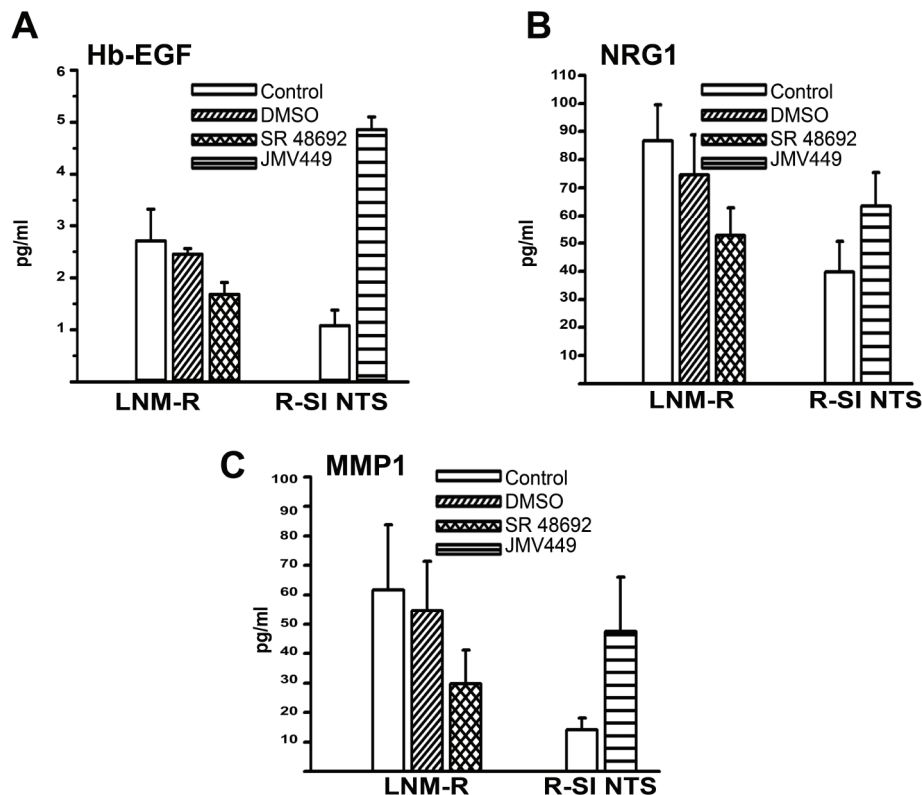 A
Hb-EGF
6
5
4
3
2
1
pg/ml
Control
DMSO
SR 48692
JMV449
LNM-R
R-SI NTS
B
NRG1
110
100
90
80
70
60
50
40
30
20
10
pg/ml
Control
DMSO
SR 48692
JMV449
LNM-R
R-SI NTS
C
MMP1
100
90
80
70
60
50
40
30
20
10
pg/ml
Control
DMSO
SR 48692
JMV449
LNM-R
R-SI NTS